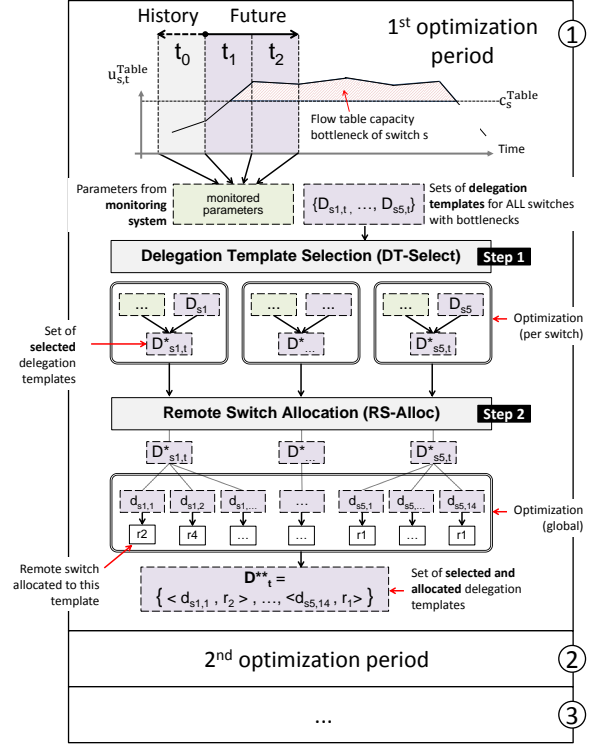 History Future
1st optimization period
1
t0 t1 t2
u s,t Table
c s Table
Flow table capacity
bottleneck of switch s
Time
Parameters from
monitoring
system
monitored
parameters
{Ds1,t , …, Ds5,t}
Sets of delegation
templates for ALL switches
with bottlenecks
Delegation Template Selection (DT-Select)
Step 1
… Ds1
… …
… Ds5
D*s1,t
D*…
D*s5,t
Set of
selected
delegation
templates
Optimization
(per switch)
Remote Switch Allocation (RS-Alloc)
Step 2
D*s1,t
D*…
D*s5,t
ds1,1 ds1,2 ds1,… … ds5,1 ds5,… ds5,14
r2 r4 … … r1 … r1
Optimization
(global)
Remote switch
allocated to this
template
D**t =
{ < ds1,1 , r2 > , …, <ds5,14 , r1> }
Set of selected and
allocated delegation
templates
2nd optimization period
2
…
3